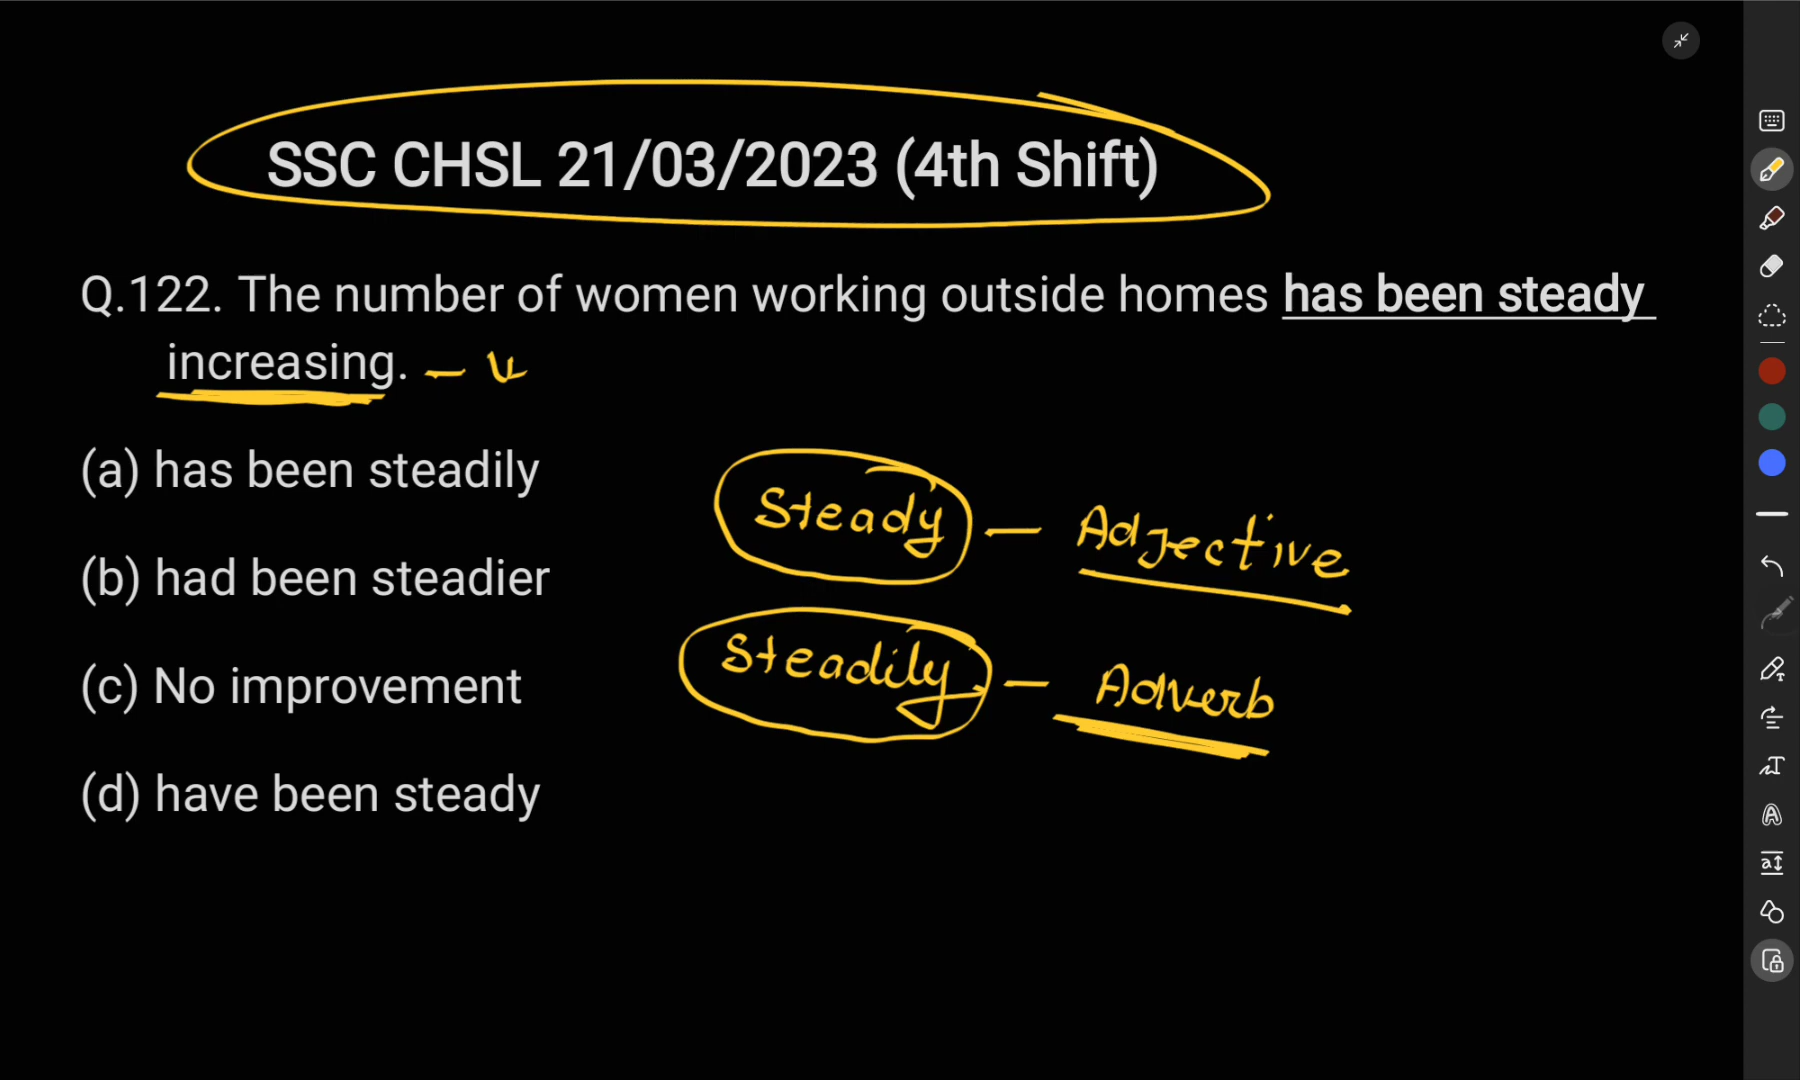 SSC CHSL 21/03/2023 (4th Shift)
Q.122. The number of women working outside homes has been steady
increasing. –
(a) has been steadily
Steady – Adjective
(b) had been steadier
Steadily – Adverb
(c) No improvement
(d) have been steady